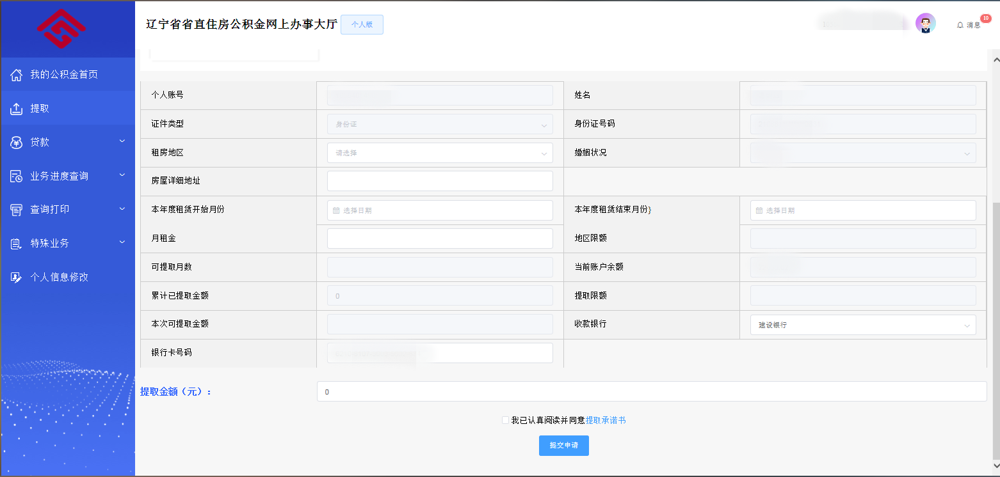 辽宁省省直住房公积金网上办事大厅 个人版
消息 10
我的公积金首页
提取
贷款
业务进度查询
查询打印
特殊业务
个人信息修改
个人账号 姓名
证件类型 身份证 身份证号码
租房地区 请选择 婚姻状况
房屋详细地址
本年度租赁开始月份 选择日期 本年度租赁结束月份} 选择日期
月租金 地区限额
可提取月数 当前账户余额
累计已提取金额 0 提取限额
本次可提取金额 收款银行 建设银行
银行卡号码
提取金额（元）： 0
我已认真阅读并同意提取承诺书
提交申请